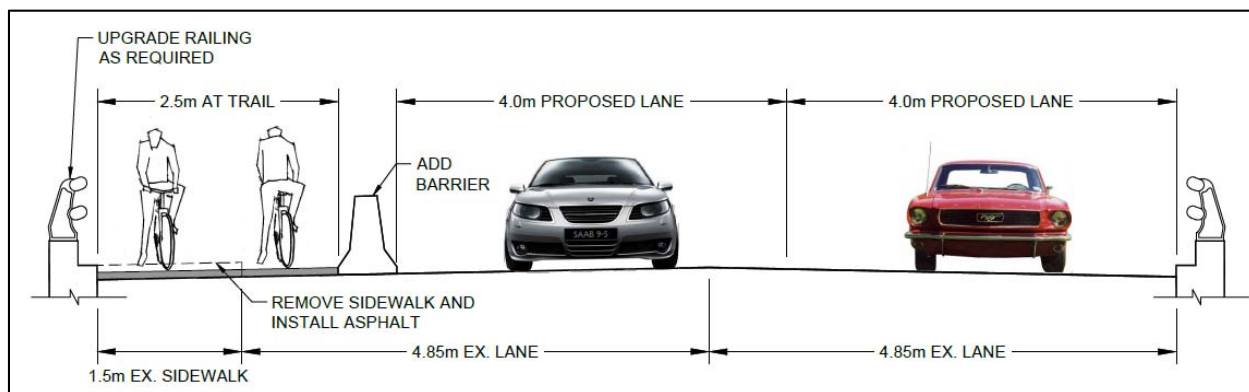 UPGRADE RAILING
AS REQUIRED
2.5m AT TRAIL
4.0m PROPOSED LANE
4.0m PROPOSED LANE
ADD
BARRIER
SAAB 9-5
REMOVE SIDEWALK AND
INSTALL ASPHALT
4.85m EX. LANE
4.85m EX. LANE
1.5m EX. SIDEWALK